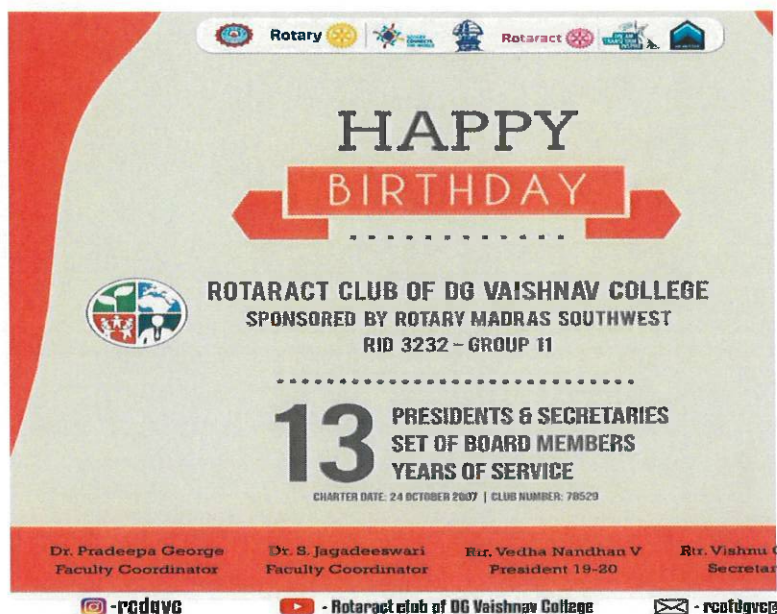 Rotary
Rotaract
HAPPY
BIRTHDAY
ROTARACT CLUB OF DG VAISHNAV COLLEGE
SPONSORED BY ROTARY MADRAS SOUTHWEST
RID 3232 – GROUP 11
13
PRESIDENTS & SECRETARIES
SET OF BOARD MEMBERS
YEARS OF SERVICE
CHARTER DATE: 24 OCTOBER 2007 | CLUB NUMBER: 78529
Dr. Pradeepa George
Faculty Coordinator
Dr. S. Jagadeeswari
Faculty Coordinator
Rtr. Vedha Nandhan V
President 19-20
Rtr. Vishnu
-rcdgvc
- Rotaract club of DG Vaishnav College